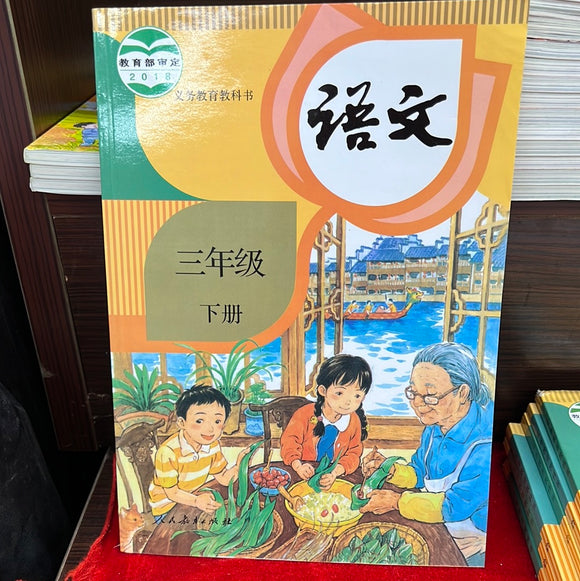 教育部审定
2018
义务教育教科书
语文
三年级
下册
人民教育出版社